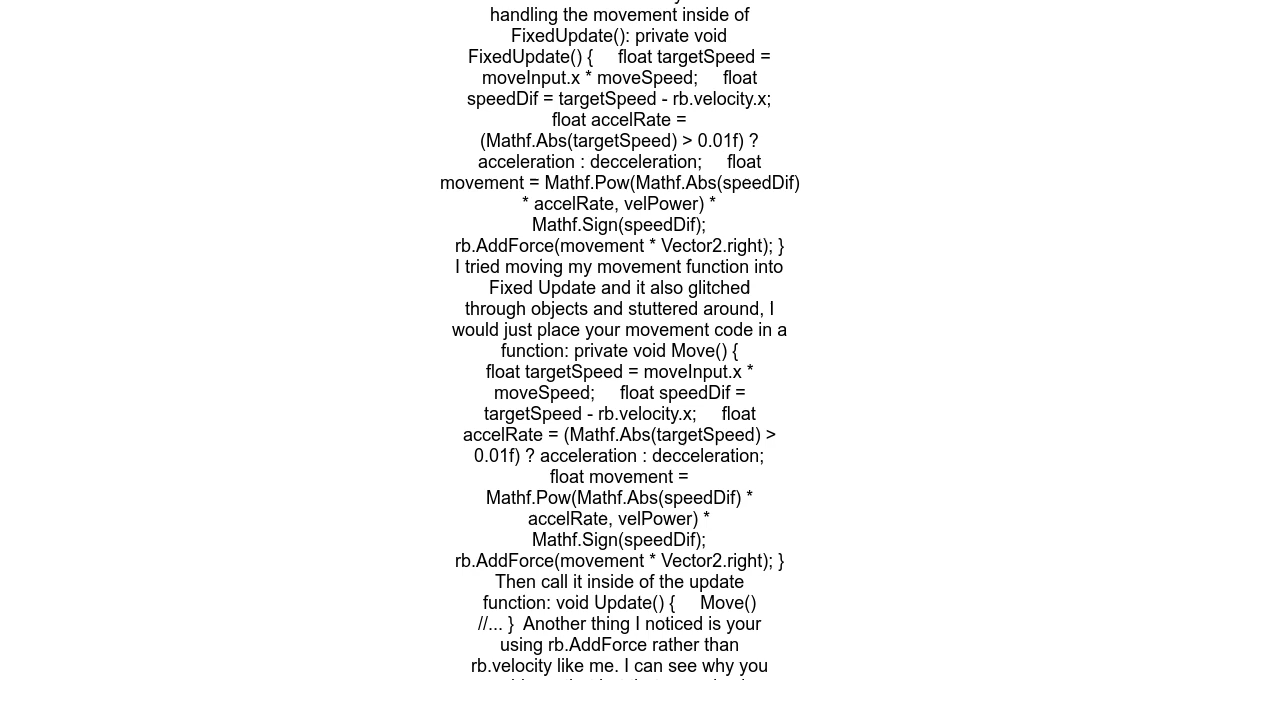 handling the movement inside of
FixedUpdate(): private void
FixedUpdate() {     float targetSpeed =
moveInput.x * moveSpeed;     float
speedDif = targetSpeed - rb.velocity.x;
float accelRate =
(Mathf.Abs(targetSpeed) > 0.01f) ?
acceleration : decceleration;     float
movement = Mathf.Pow(Mathf.Abs(speedDif)
* accelRate, velPower) *
Mathf.Sign(speedDif);
rb.AddForce(movement * Vector2.right); }
I tried moving my movement function into
Fixed Update and it also glitched
through objects and stuttered around, I
would just place your movement code in a
function: private void Move() {
float targetSpeed = moveInput.x *
moveSpeed;     float speedDif =
targetSpeed - rb.velocity.x;     float
accelRate = (Mathf.Abs(targetSpeed) >
0.01f) ? acceleration : decceleration;
float movement =
Mathf.Pow(Mathf.Abs(speedDif) *
accelRate, velPower) *
Mathf.Sign(speedDif);
rb.AddForce(movement * Vector2.right); }
Then call it inside of the update
function: void Update() {     Move()
//... }  Another thing I noticed is your
using rb.AddForce rather than
rb.velocity like me. I can see why you